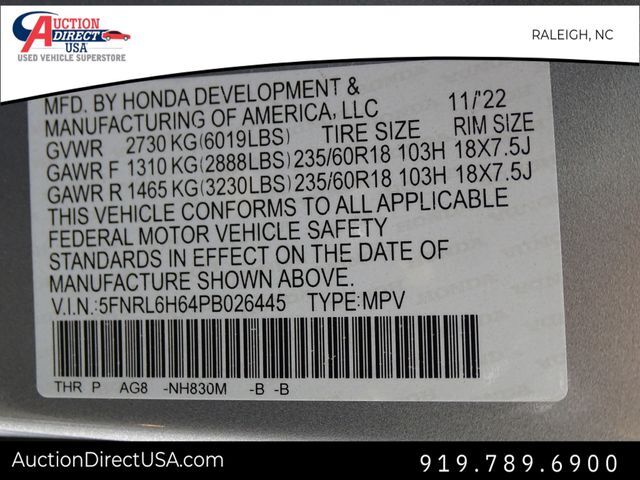 AUCTION
DIRECT
USA
USED VEHICLE SUPERSTORE
RALEIGH, NC
MFD. BY HONDA DEVELOPMENT &
MANUFACTURING OF AMERICA, LLC 11/'22
GVWR 2730 KG(6019LBS) TIRE SIZE RIM SIZE
GAWR F 1310 KG(2888LBS)235/60R18 103H 18X7.5J
GAWR R 1465 KG(3230LBS)235/60R18 103H 18X7.5J
THIS VEHICLE CONFORMS TO ALL APPLICABLE
FEDERAL MOTOR VEHICLE SAFETY
STANDARDS IN EFFECT ON THE DATE OF
MANUFACTURE SHOWN ABOVE.
V.I.N.:5FNRL6H64PB026445 TYPE:MPV
THR P AG8 -NH830M -B -B
AuctionDirectUSA.com
919.789.6900